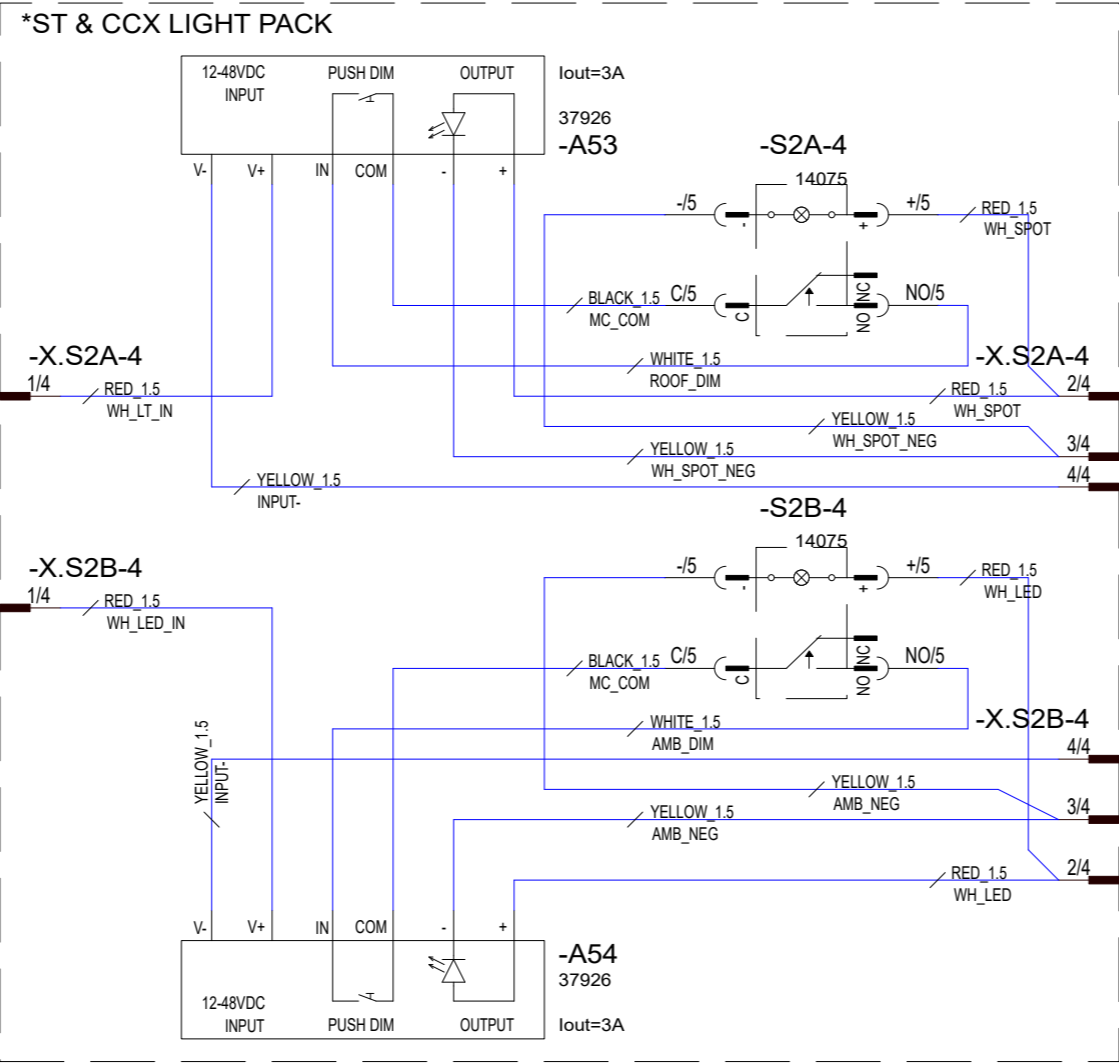 *ST & CCX LIGHT PACK
12-48VDC
INPUT
PUSH DIM
OUTPUT
Iout=3A
37926
-A53
V-
V+
IN
COM
-
+
-S2A-4
14075
-/5
-
+
+/5
RED_1.5
WH_SPOT
BLACK_1.5
MC_COM
C/5
C
NO
NC
NO/5
WHITE_1.5
ROOF_DIM
-X.S2A-4
1/4
RED_1.5
WH_LT_IN
-X.S2A-4
RED_1.5
WH_SPOT
2/4
YELLOW_1.5
WH_SPOT_NEG
YELLOW_1.5
WH_SPOT_NEG
3/4
YELLOW_1.5
INPUT-
4/4
-S2B-4
14075
-/5
-
+
+/5
RED_1.5
WH_LED
-X.S2B-4
1/4
RED_1.5
WH_LED_IN
BLACK_1.5
MC_COM
C/5
C
NO
NC
NO/5
WHITE_1.5
AMB_DIM
-X.S2B-4
4/4
YELLOW_1.5
INPUT-
YELLOW_1.5
AMB_NEG
YELLOW_1.5
AMB_NEG
3/4
RED_1.5
WH_LED
2/4
V-
V+
IN
COM
-
+
-A54
37926
12-48VDC
INPUT
PUSH DIM
OUTPUT
Iout=3A